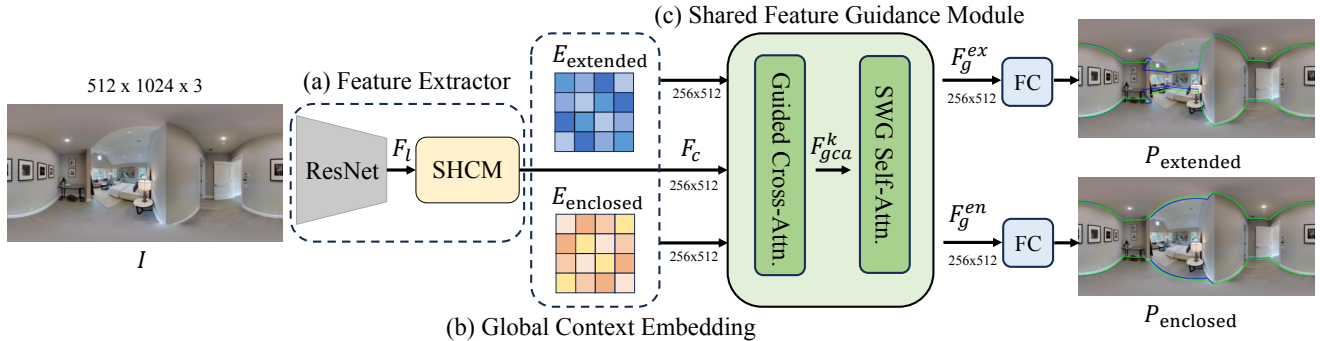 (c) Shared Feature Guidance Module
512 x 1024 x 3
(a) Feature Extractor
ResNet
F_l
SHCM
I
E_extended
E_enclosed
(b) Global Context Embedding
256x512
F_c
256x512
256x512
Guided Cross-Attn.
F_gca^k
SWG Self-Attn.
F_g^ex
256x512
FC
P_extended
F_g^en
256x512
FC
P_enclosed